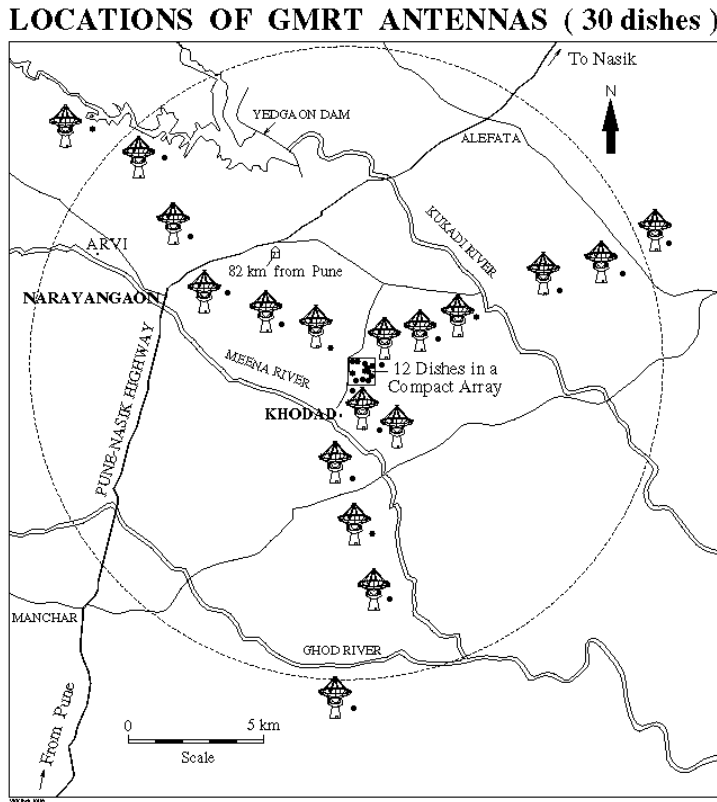 LOCATIONS OF GMRT ANTENNAS ( 30 dishes )
To Nasik
N
YEDGAON DAM
ALEFATA
KUKADI RIVER
ARVI
82 km from Pune
NARAYANGAON
MEENA RIVER
12 Dishes in a
Compact Array
KHODAD
PUNE-NASIK HIGHWAY
MANCHAR
GHOD RIVER
From Pune
0 5 km
Scale